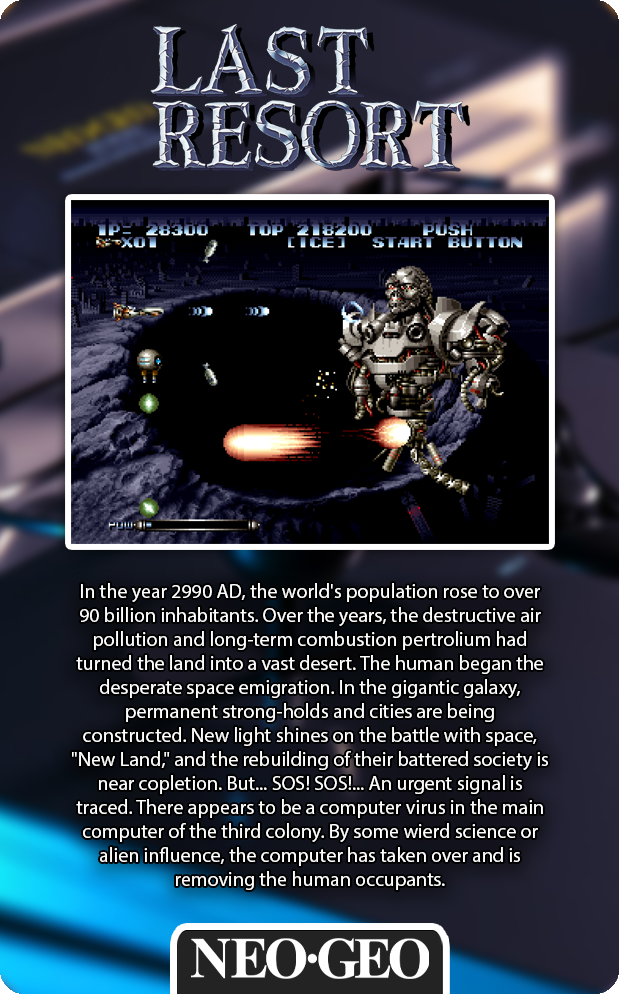 LAST
RESORT
1P= 28300 TOP 218200 PUSH
X01 [ICE] START BUTTON
In the year 2990 AD, the world's population rose to over
90 billion inhabitants. Over the years, the destructive air
pollution and long-term combustion pertrolium had
turned the land into a vast desert. The human began the
desperate space emigration. In the gigantic galaxy,
permanent strong-holds and cities are being
constructed. New light shines on the battle with space,
"New Land," and the rebuilding of their battered society is
near copletion. But... SOS! SOS!... An urgent signal is
traced. There appears to be a computer virus in the main
computer of the third colony. By some wierd science or
alien influence, the computer has taken over and is
removing the human occupants.
NEO•GEO